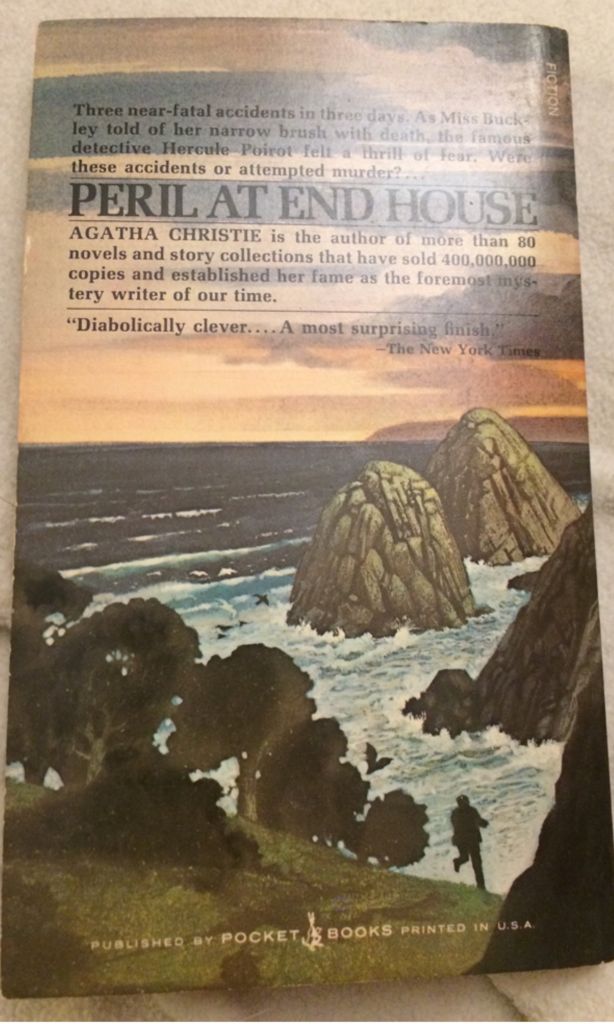 FICTION
Three near-fatal accidents in three days. As Miss Buck-
ley told of her narrow brush with death, the famous
detective Hercule Poirot felt a thrill of fear. Were
these accidents or attempted murder?...
PERIL AT END HOUSE
AGATHA CHRISTIE is the author of more than 80
novels and story collections that have sold 400,000,000
copies and established her fame as the foremost mys-
tery writer of our time.
"Diabolically clever.... A most surprising finish."
—The New York Times
PUBLISHED BY POCKET BOOKS PRINTED IN U.S.A.